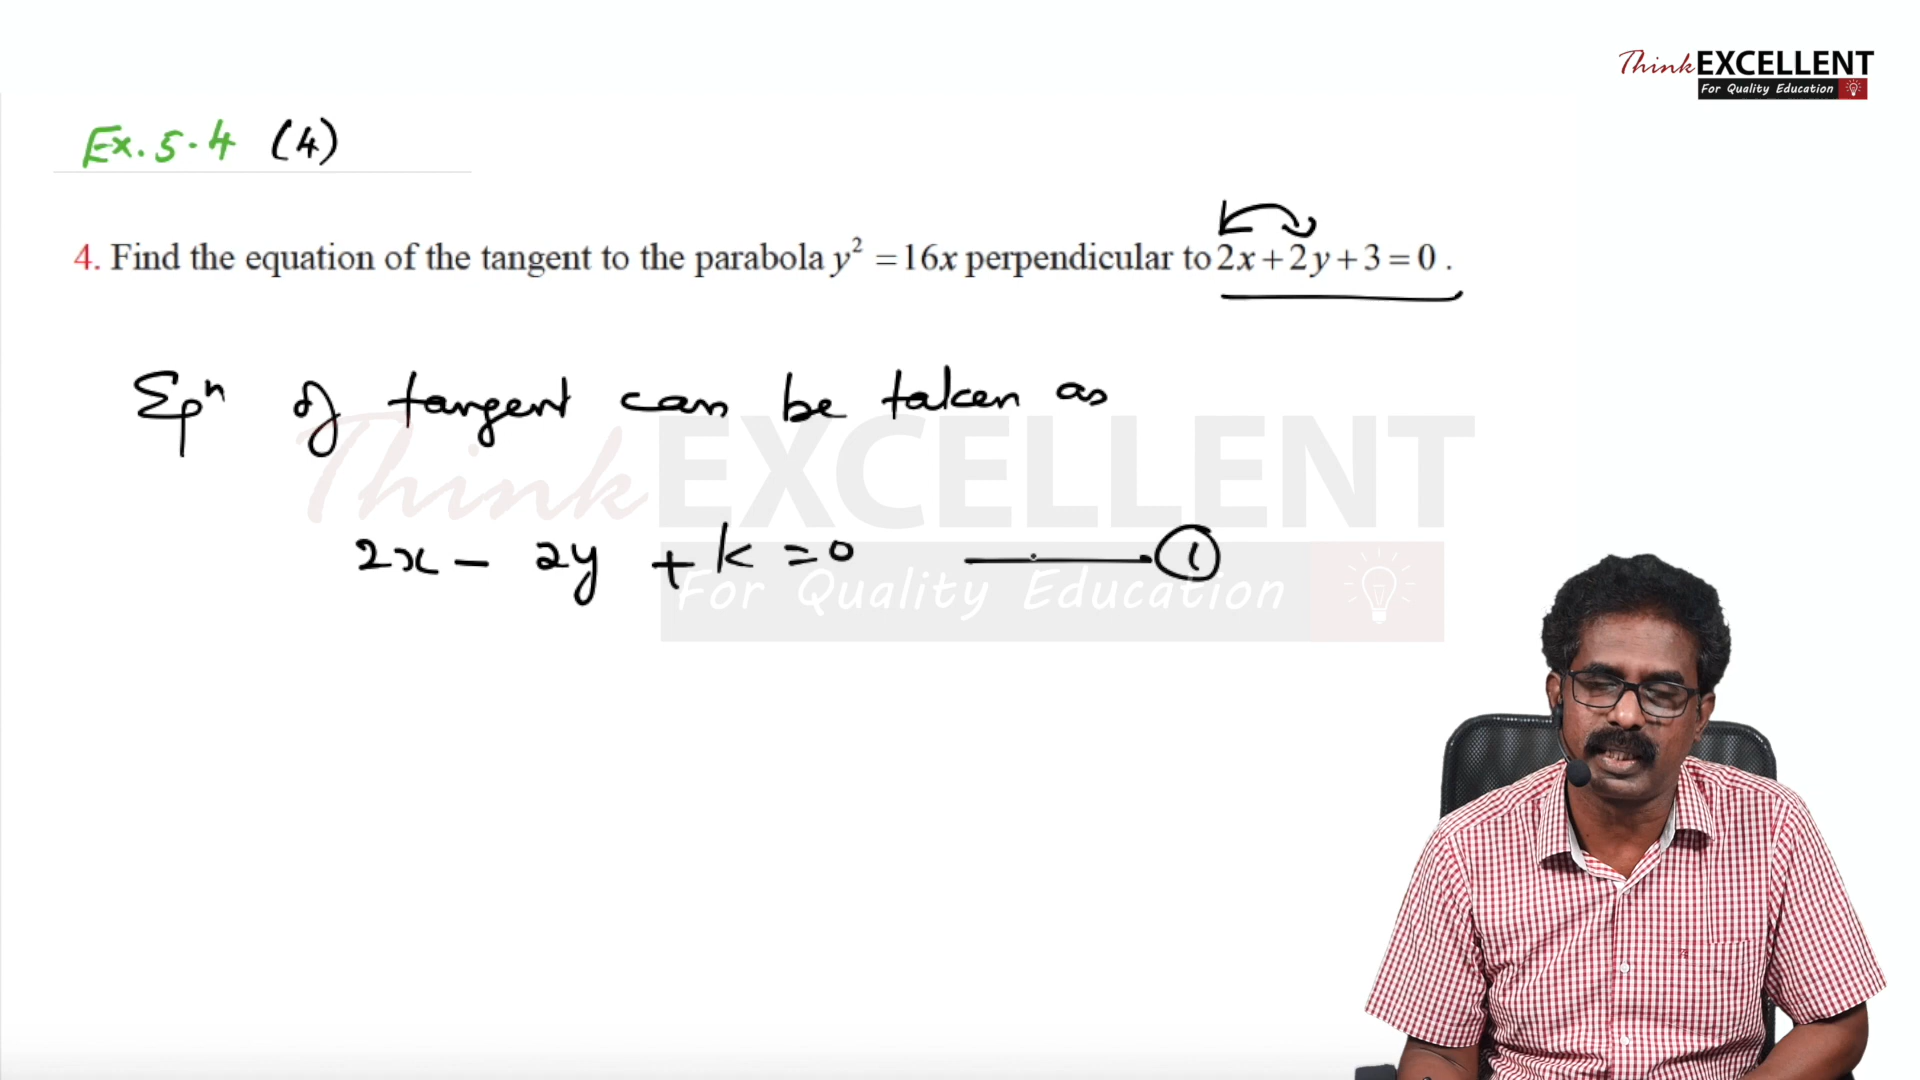 Think EXCELLENT
For Quality Education
Ex. 5.4 (4)
4. Find the equation of the tangent to the parabola y² = 16x perpendicular to 2x + 2y + 3 = 0 .
Eqⁿ of tangent can be taken as
Think EXCELLENT
2x - 2y + k = 0 ——— ①
For Quality Education